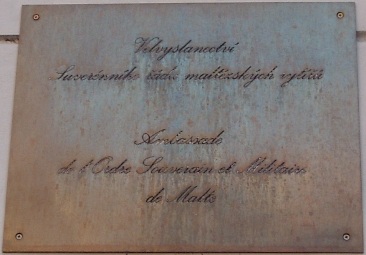 Velvyslanectví
Suverénního řádu maltézských rytířů
Ambassade
de l'Ordre Souverain et Militaire
de Malte